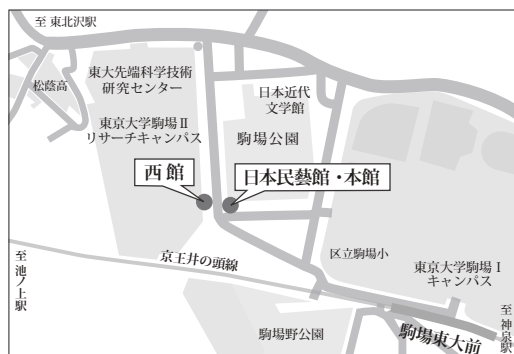 至 東北沢駅
松蔭高
東大先端科学技術
研究センター
東京大学駒場Ⅱ
リサーチキャンパス
日本近代
文学館
駒場公園
西館
日本民藝館・本館
京王井の頭線
至 池ノ上駅
区立駒場小
東京大学駒場Ⅰ
キャンパス
駒場野公園
駒場東大前
至 神泉駅